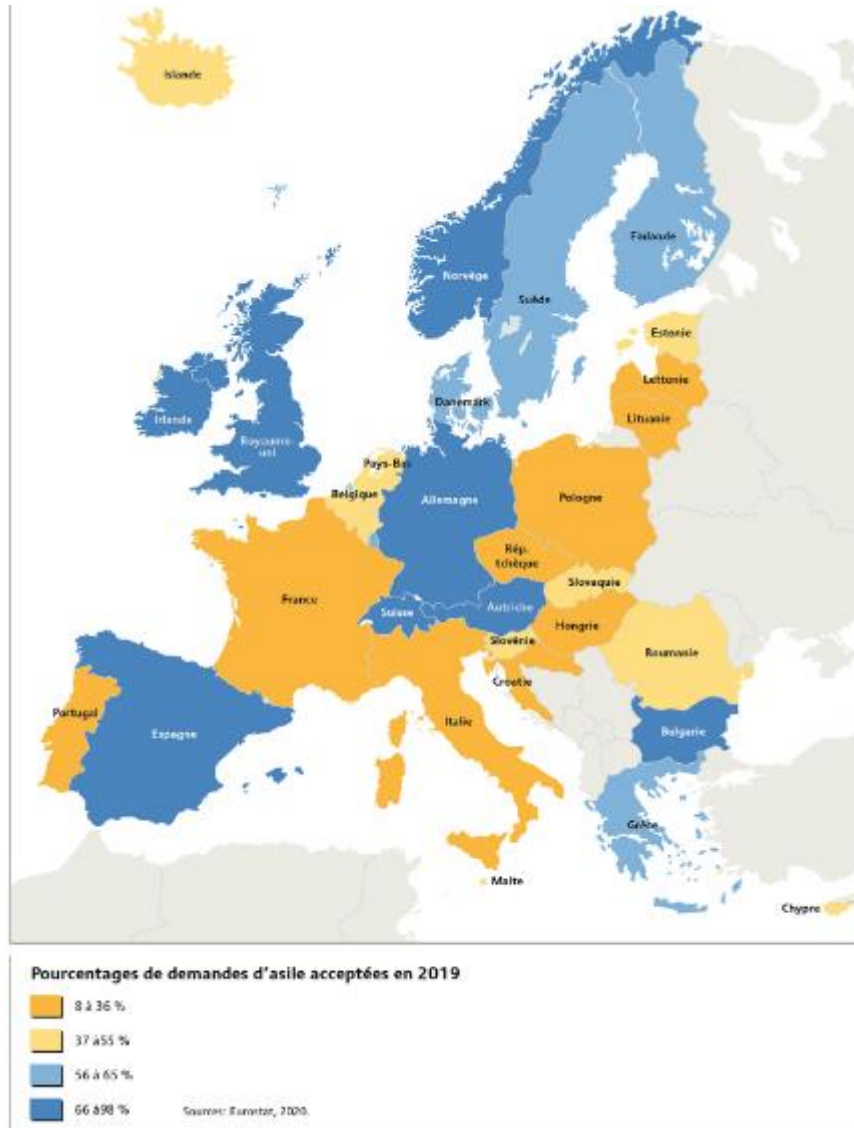 Islande
Norvège
Finlande
Suède
Estonie
Lettonie
Lituanie
Danemark
Irlande
Royaume-
uni
Pays-Bas
Belgique
Allemagne
Pologne
Rép.
tchèque
Slovaquie
France
Suisse
Autriche
Hongrie
Slovénie
Roumanie
Croatie
Portugal
Espagne
Italie
Bulgarie
Grèce
Malte
Chypre
Pourcentages de demandes d'asile acceptées en 2019
8 à 36 %
37 à55 %
56 à 65 %
66 à98 %
Sources: Eurostat, 2020.